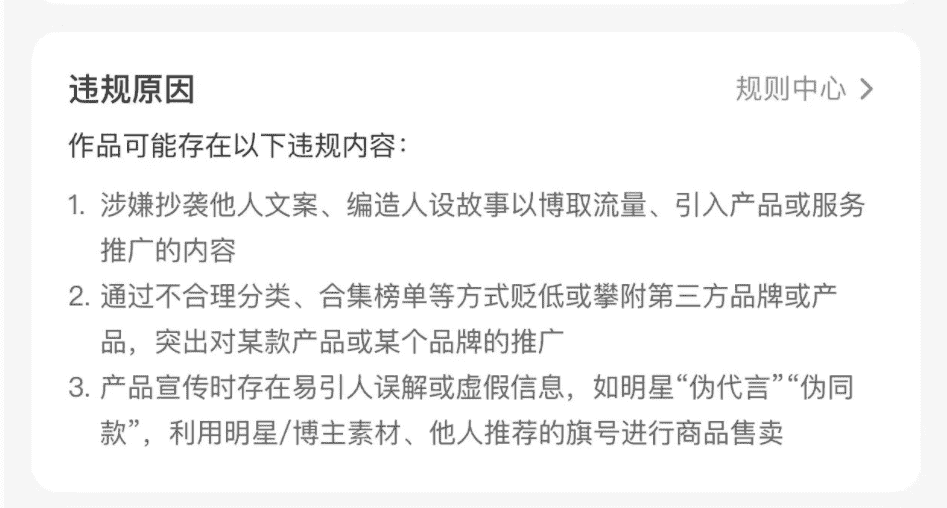 违规原因
规则中心 >
作品可能存在以下违规内容：
1. 涉嫌抄袭他人文案、编造人设故事以博取流量、引入产品或服务
推广的内容
2. 通过不合理分类、合集榜单等方式贬低或攀附第三方品牌或产
品，突出对某款产品或某个品牌的推广
3. 产品宣传时存在易引人误解或虚假信息，如明星“伪代言”“伪同
款”，利用明星/博主素材、他人推荐的旗号进行商品售卖